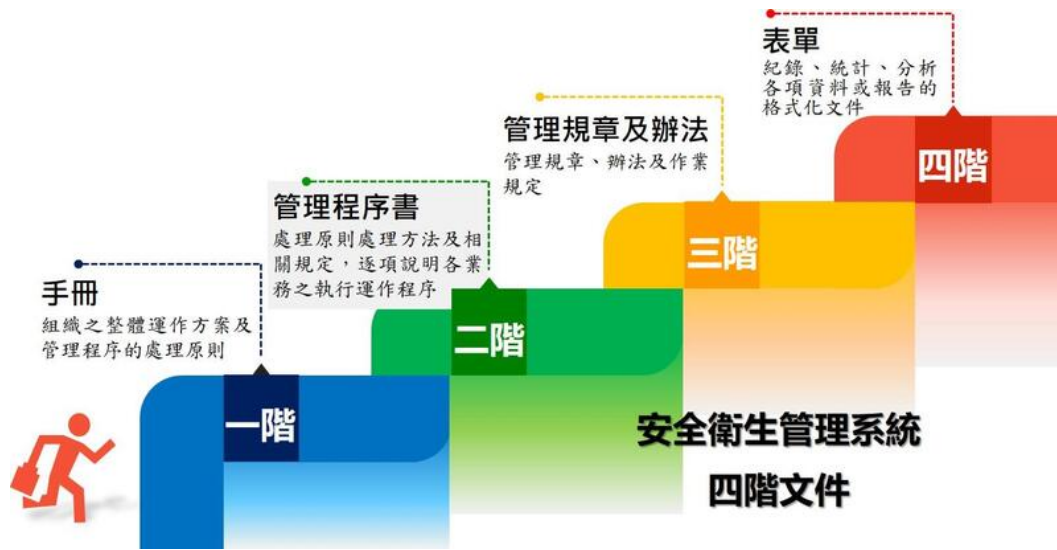 表單
紀錄、統計、分析
各項資料或報告的
格式化文件
四階
管理規章及辦法
管理規章、辦法及作業
規定
三階
管理程序書
處理原則處理方法及相
關規定，逐項說明各業
務之執行運作程序
二階
手冊
組織之整體運作方案及
管理程序的處理原則
一階
安全衛生管理系統
四階文件